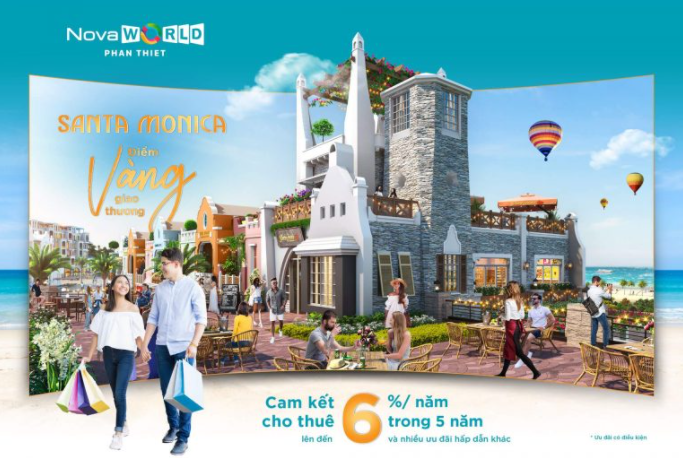 NovaWORLD
PHAN THIET
SANTA MONICA
Điểm
Vàng
giao
thương
Cam kết
cho thuê
lên đến
6
%/ năm
trong 5 năm
và nhiều ưu đãi hấp dẫn khác
* Ưu đãi có điều kiện